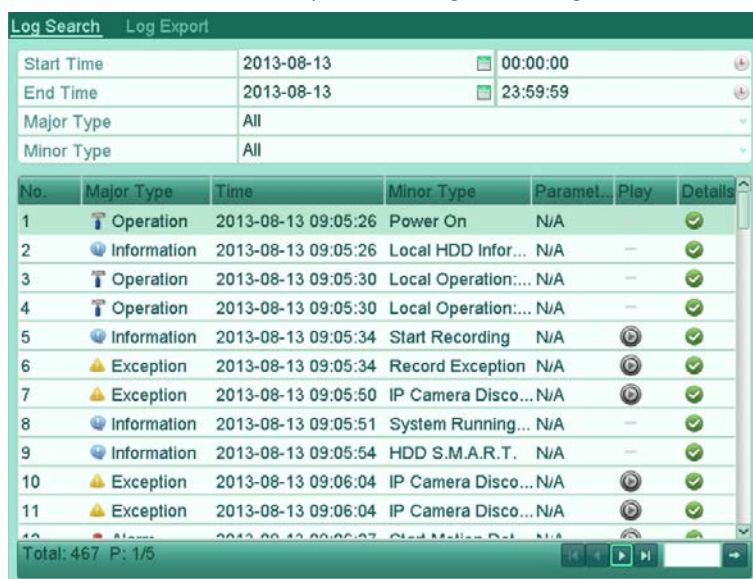 Log Search Log Export
Start Time 2013-08-13 00:00:00
End Time 2013-08-13 23:59:59
Major Type All
Minor Type All
No. Major Type Time Minor Type Paramet... Play Details
1 Operation 2013-08-13 09:05:26 Power On N/A
2 Information 2013-08-13 09:05:26 Local HDD Infor... N/A —
3 Operation 2013-08-13 09:05:30 Local Operation:... N/A —
4 Operation 2013-08-13 09:05:30 Local Operation:... N/A —
5 Information 2013-08-13 09:05:34 Start Recording N/A
6 Exception 2013-08-13 09:05:34 Record Exception N/A
7 Exception 2013-08-13 09:05:50 IP Camera Disco... N/A
8 Information 2013-08-13 09:05:51 System Running... N/A —
9 Information 2013-08-13 09:05:54 HDD S.M.A.R.T. N/A —
10 Exception 2013-08-13 09:06:04 IP Camera Disco... N/A
11 Exception 2013-08-13 09:06:04 IP Camera Disco... N/A
Total: 467 P: 1/5